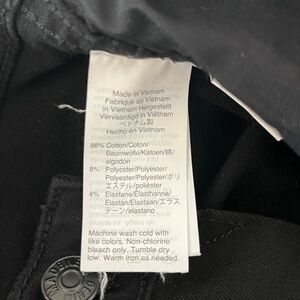 Made in Vietnam
Fabriqué au Vietnam
in Vietnam Hergestellt
Vervaardigd in Vietnam
ベトナム製
Hecho en Vietnam
88% Cotton/Coton/
Baumwolle/Katoen/綿/
algodón
8% Polyester/Polyester/
Polyester/Polyester/ポリ
エステル/poliéster
4% Elastane/Élasthanne/
Elastan/Elastaan/エラス
テーン/elastano
Machine wash cold with
like colors. Non-chlorine
bleach only. Tumble dry
low. Warm iron as needed.